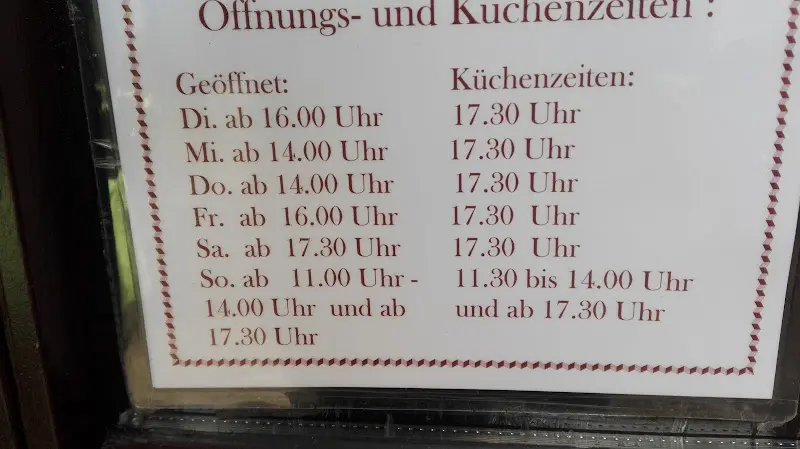 Öffnungs- und Küchenzeiten :
Geöffnet: Küchenzeiten:
Di. ab 16.00 Uhr 17.30 Uhr
Mi. ab 14.00 Uhr 17.30 Uhr
Do. ab 14.00 Uhr 17.30 Uhr
Fr. ab 16.00 Uhr 17.30 Uhr
Sa. ab 17.30 Uhr 17.30 Uhr
So. ab 11.00 Uhr - 11.30 bis 14.00 Uhr
14.00 Uhr und ab und ab 17.30 Uhr
17.30 Uhr